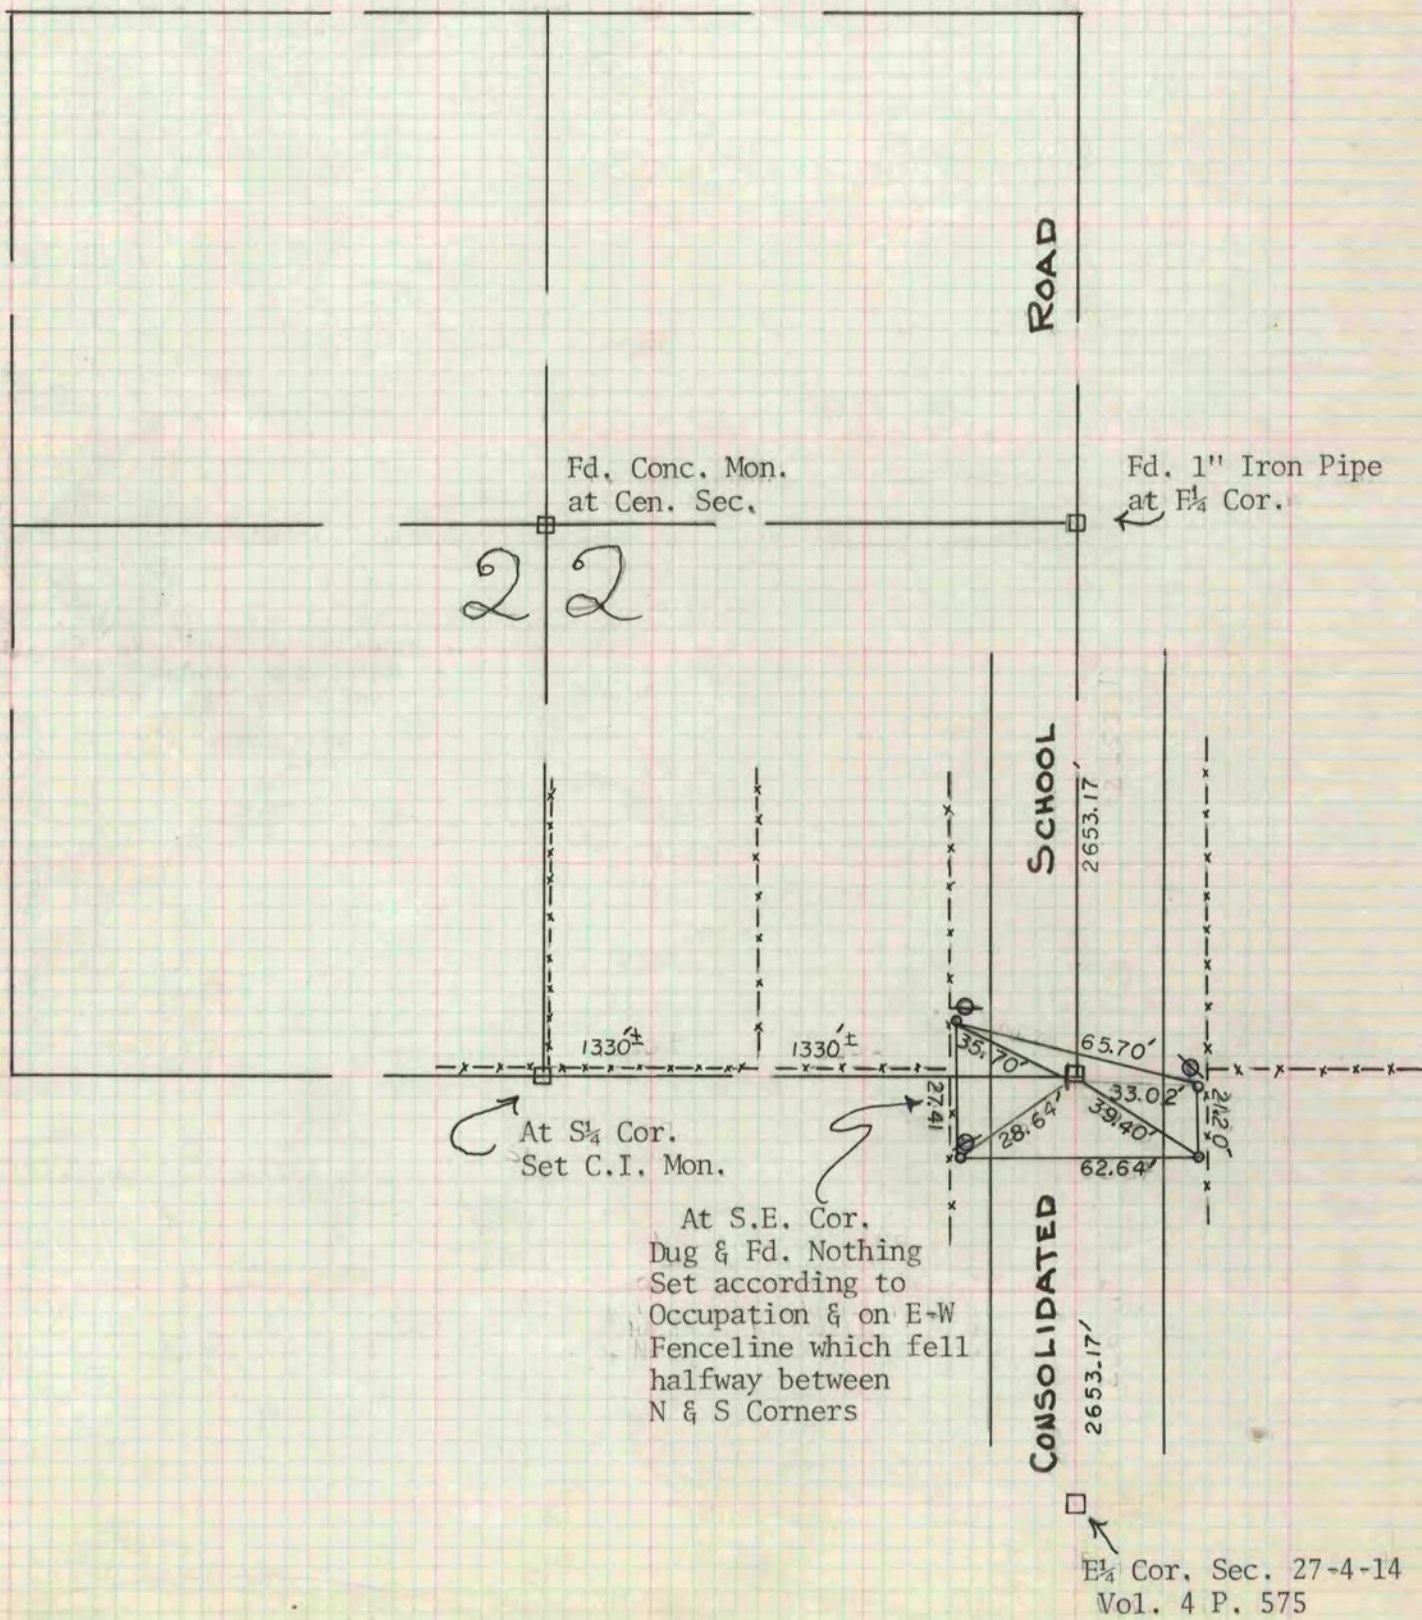 ROAD
Fd. Conc. Mon.
at Cen. Sec.
Fd. 1" Iron Pipe
at E¼ Cor.
22
SCHOOL
2653.17'
1330'±
1330'±
35.70'
65.70'
33.02'
27.41
28.64'
39.40'
62.64'
At S¼ Cor.
Set C.I. Mon.
At S.E. Cor.
Dug & Fd. Nothing
Set according to
Occupation & on E-W
Fenceline which fell
halfway between
N & S Corners
CONSOLIDATED
2653.17'
E¼ Cor. Sec. 27-4-14
Vol. 4 P. 575